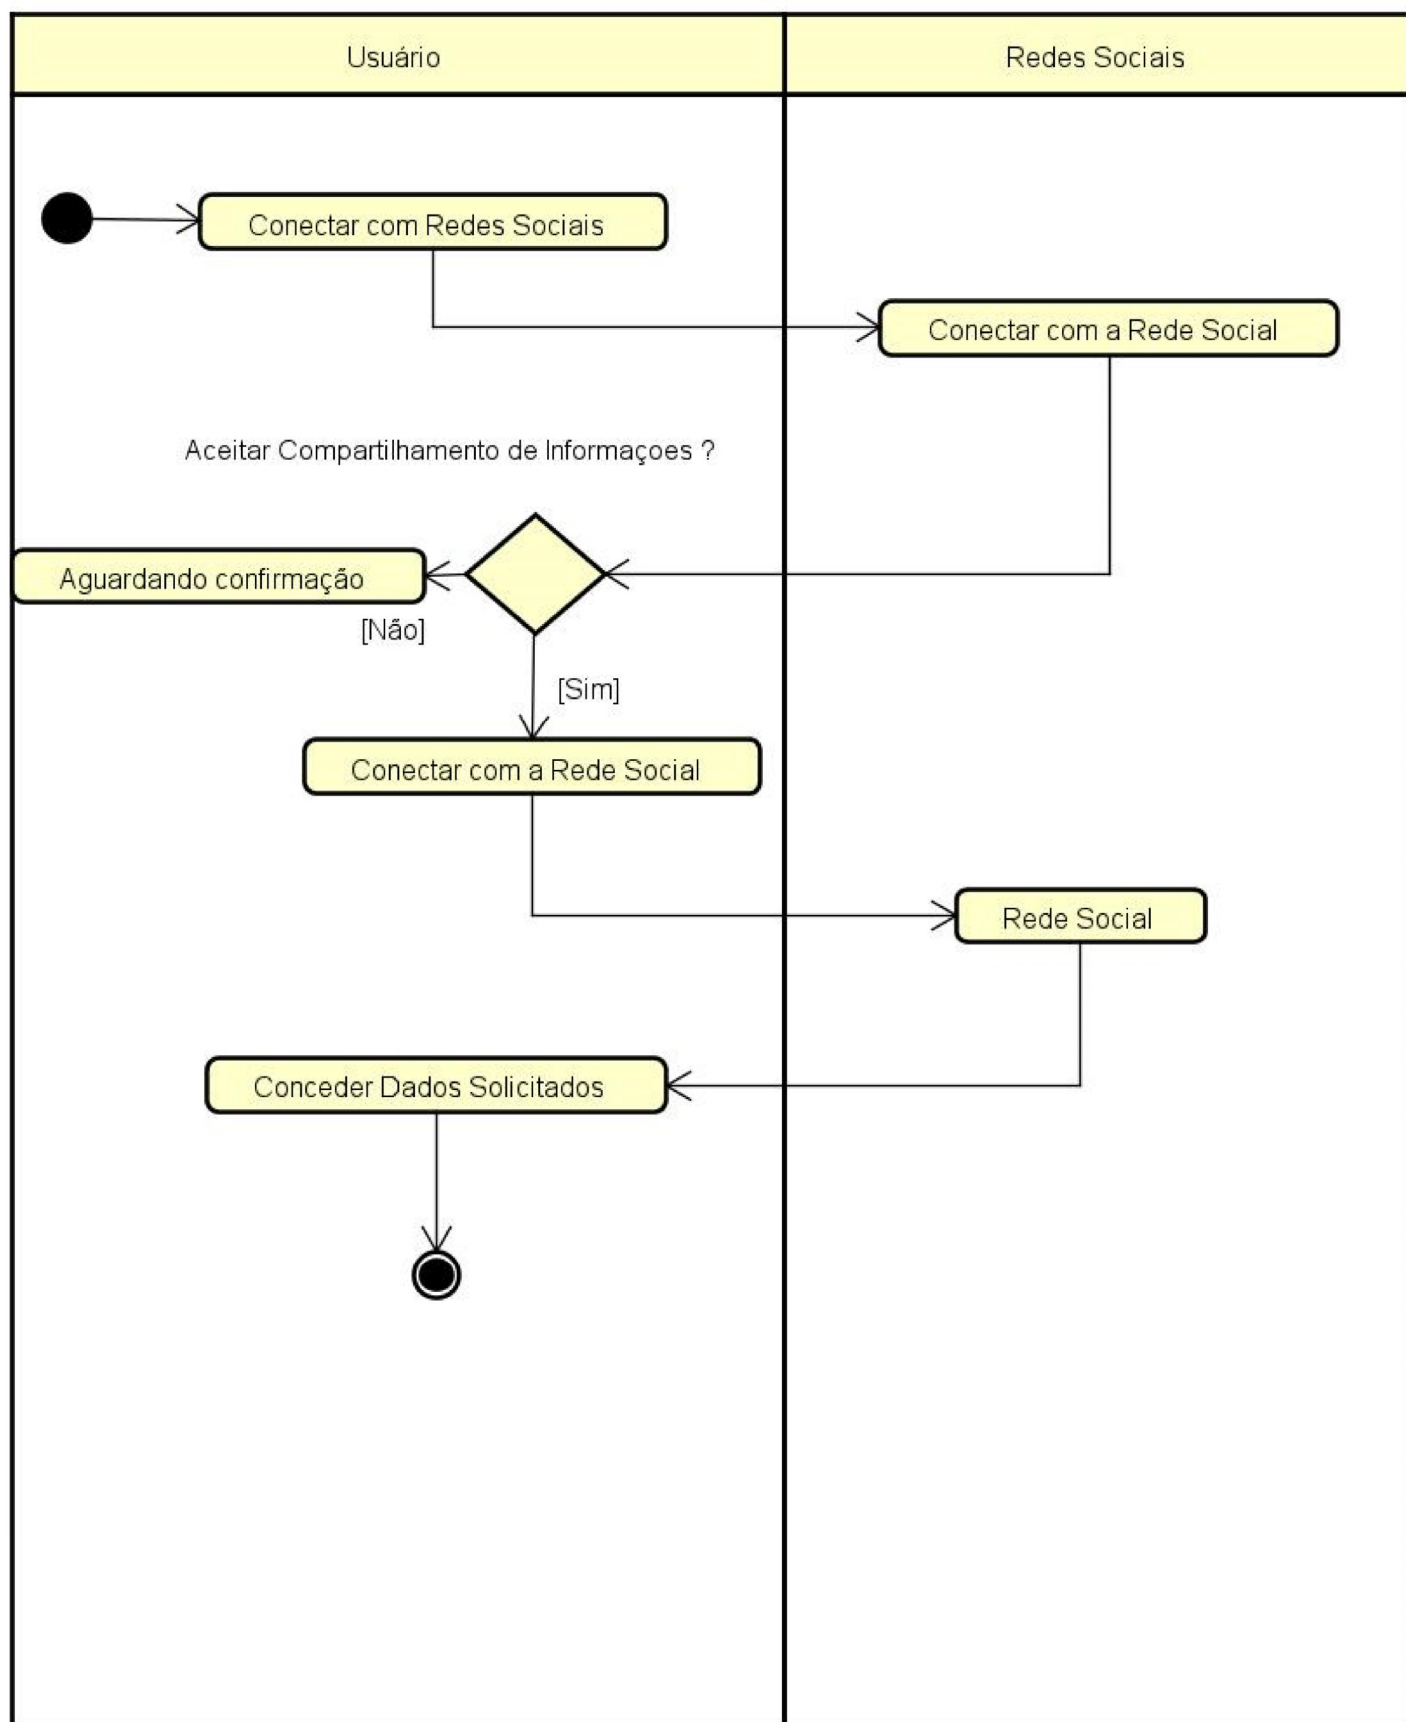 Usuário
Redes Sociais
Conectar com Redes Sociais
Conectar com a Rede Social
Aceitar Compartilhamento de Informaçoes ?
Aguardando confirmação
[Não]
[Sim]
Conectar com a Rede Social
Rede Social
Conceder Dados Solicitados